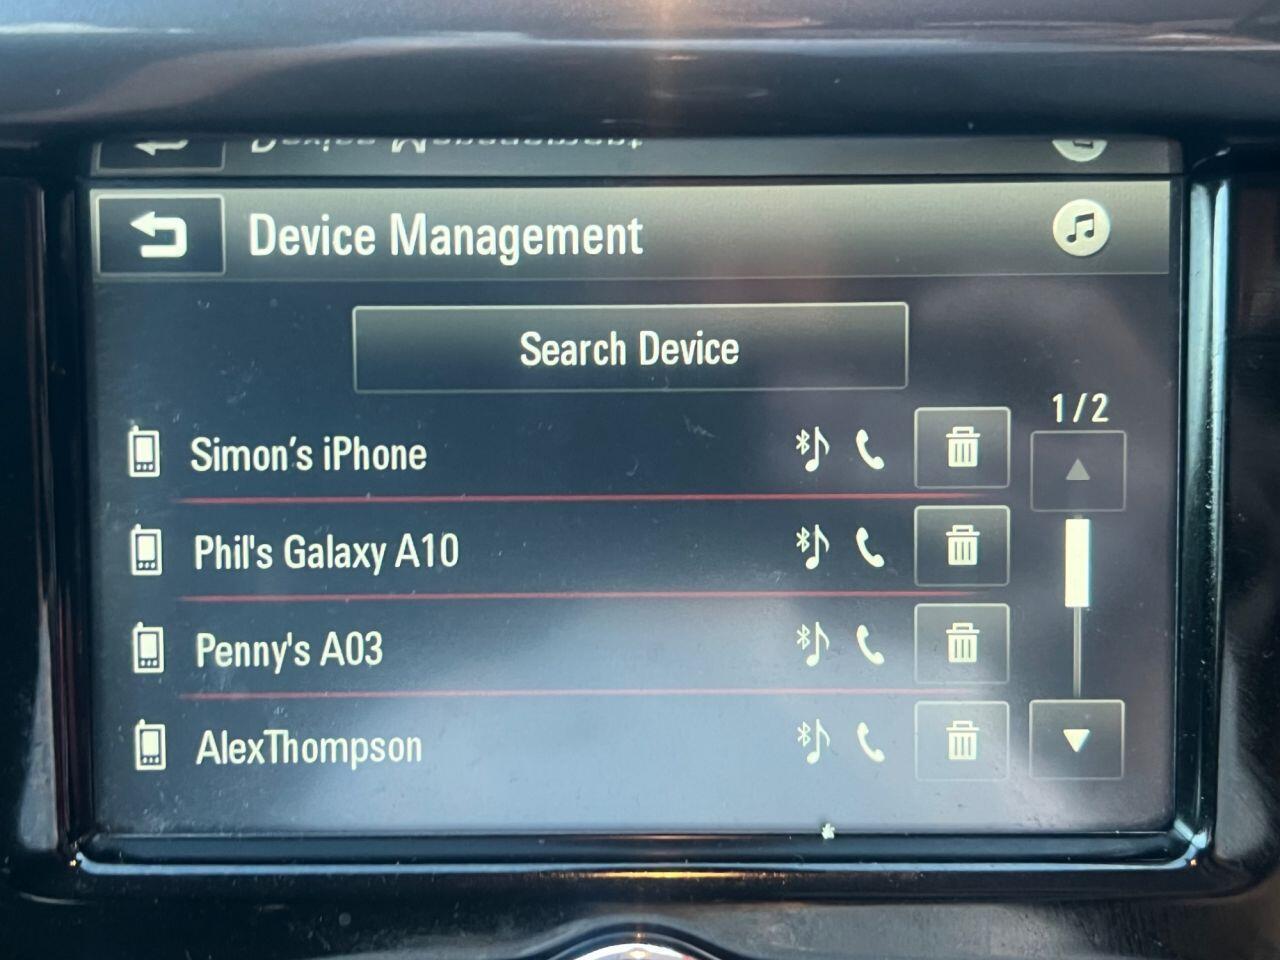 Device Management
Search Device
1/2
Simon's iPhone
Phil's Galaxy A10
Penny's A03
AlexThompson